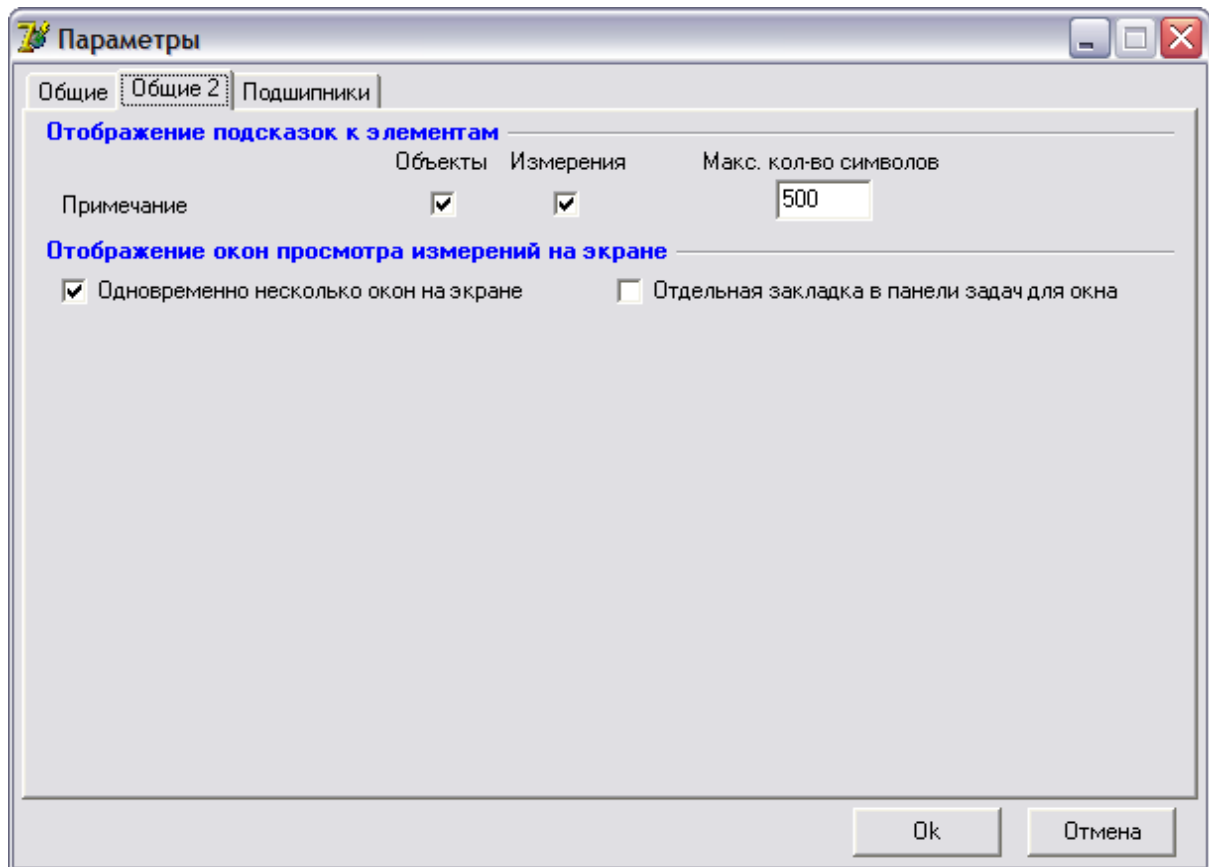 Параметры
Общие Общие 2 Подшипники
Отображение подсказок к элементам
Объекты Измерения Макс. кол-во символов
Примечание 500
Отображение окон просмотра измерений на экране
Одновременно несколько окон на экране Отдельная закладка в панели задач для окна
Ok Отмена